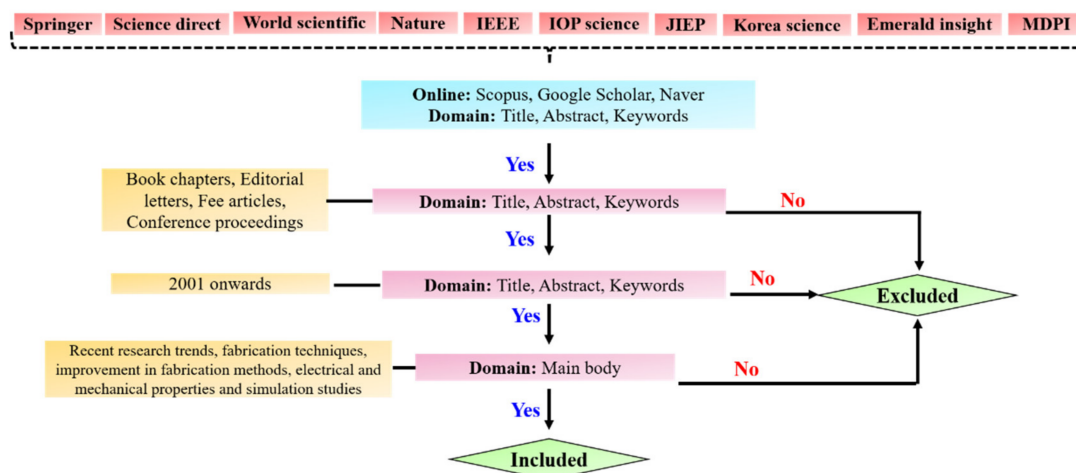 Springer
Science direct
World scientific
Nature
IEEE
IOP science
JIEP
Korea science
Emerald insight
MDPI
Online: Scopus, Google Scholar, Naver
Domain: Title, Abstract, Keywords
Yes
Book chapters, Editorial
letters, Fee articles,
Conference proceedings
Domain: Title, Abstract, Keywords
No
Yes
2001 onwards
Domain: Title, Abstract, Keywords
No
Excluded
Yes
Recent research trends, fabrication techniques,
improvement in fabrication methods, electrical and
mechanical properties and simulation studies
Domain: Main body
No
Yes
Included